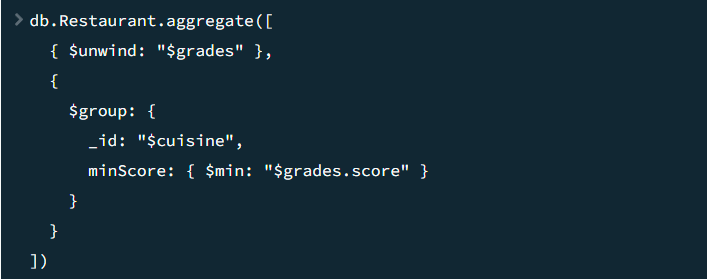 > db.Restaurant.aggregate([
{ $unwind: "$grades" },
{
$group: {
_id: "$cuisine",
minScore: { $min: "$grades.score" }
}
}
])